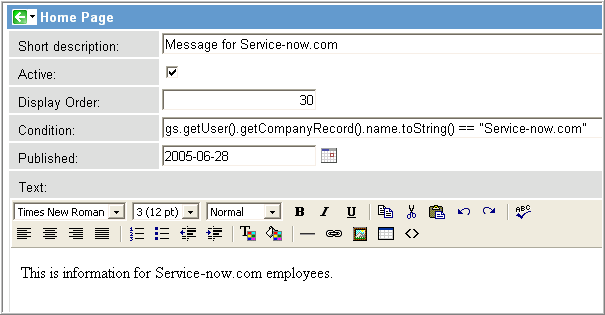 Home Page
Short description: Message for Service-now.com
Active:
Display Order: 30
Condition: gs.getUser().getCompanyRecord().name.toString() == "Service-now.com"
Published: 2005-06-28
Text:
Times New Roman 3 (12 pt) Normal B I U ABC
T
This is information for Service-now.com employees.